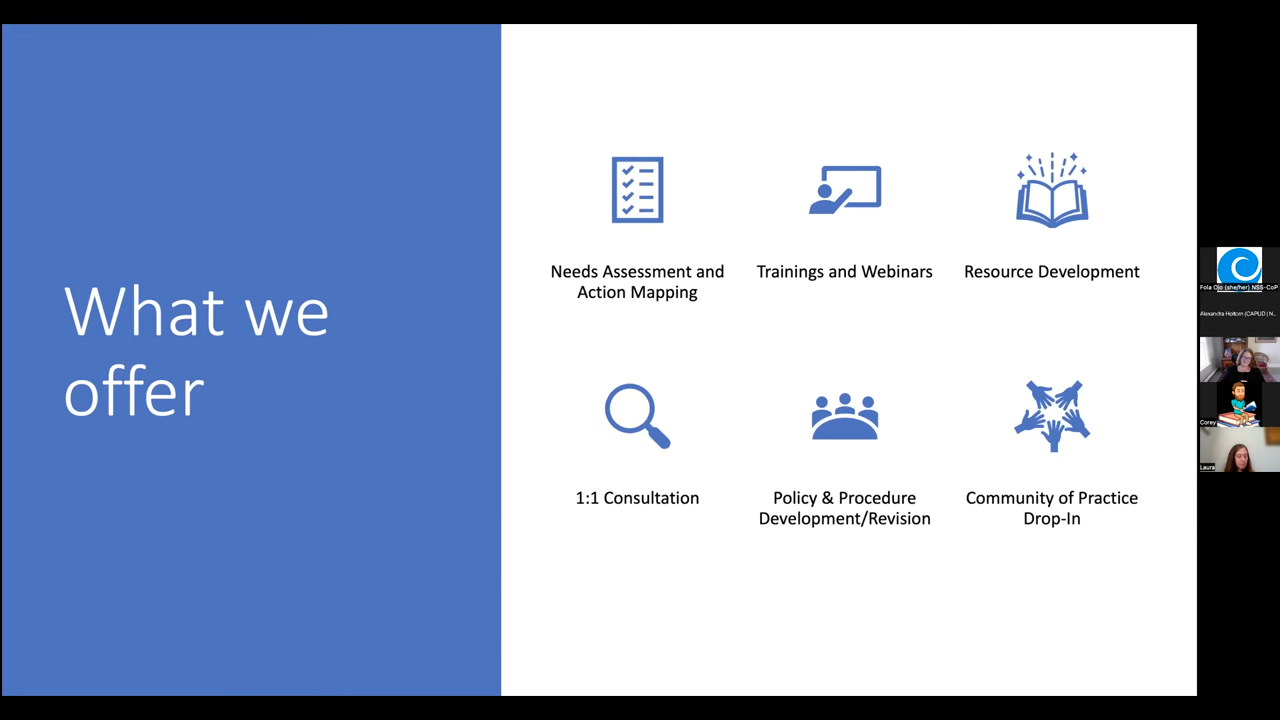 What we
offer
Needs Assessment and
Action Mapping
Trainings and Webinars
Resource Development
1:1 Consultation
Policy & Procedure
Development/Revision
Community of Practice
Drop-In
Fola Ojo (she/her) NSS-CoP
Alexandra Holtom (CAPUD | N...
Corey
Laura